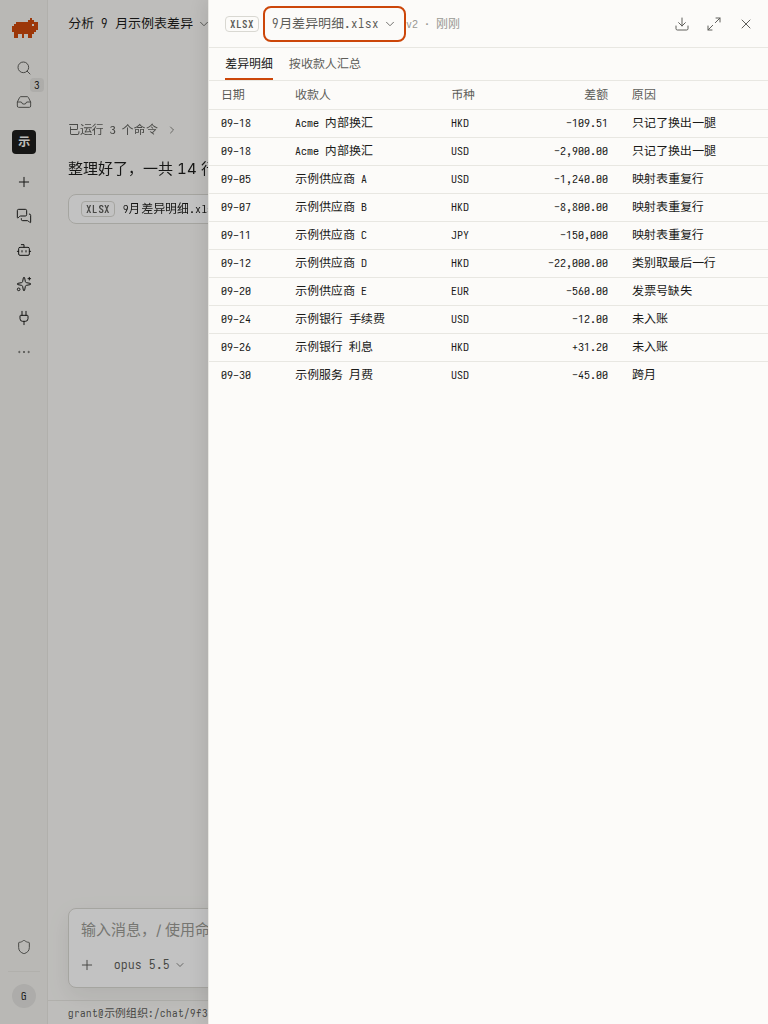 分析 9 月示例表差异
XLSX 9月差异明细.xlsx v2 · 刚刚
3
示
差异明细 按收款人汇总
日期 收款人 币种 差额 原因
09-18 Acme 内部换汇 HKD -109.51 只记了换出一腿
09-18 Acme 内部换汇 USD -2,900.00 只记了换出一腿
09-05 示例供应商 A USD -1,240.00 映射表重复行
09-07 示例供应商 B HKD -8,800.00 映射表重复行
09-11 示例供应商 C JPY -150,000 映射表重复行
09-12 示例供应商 D HKD -22,000.00 类别取最后一行
09-20 示例供应商 E EUR -560.00 发票号缺失
09-24 示例银行 手续费 USD -12.00 未入账
09-26 示例银行 利息 HKD +31.20 未入账
09-30 示例服务 月费 USD -45.00 跨月
已运行 3 个命令
整理好了，一共 14 行
XLSX 9月差异明细.xl
输入消息，/ 使用命
opus 5.5
G
grant@示例组织:/chat/9f3